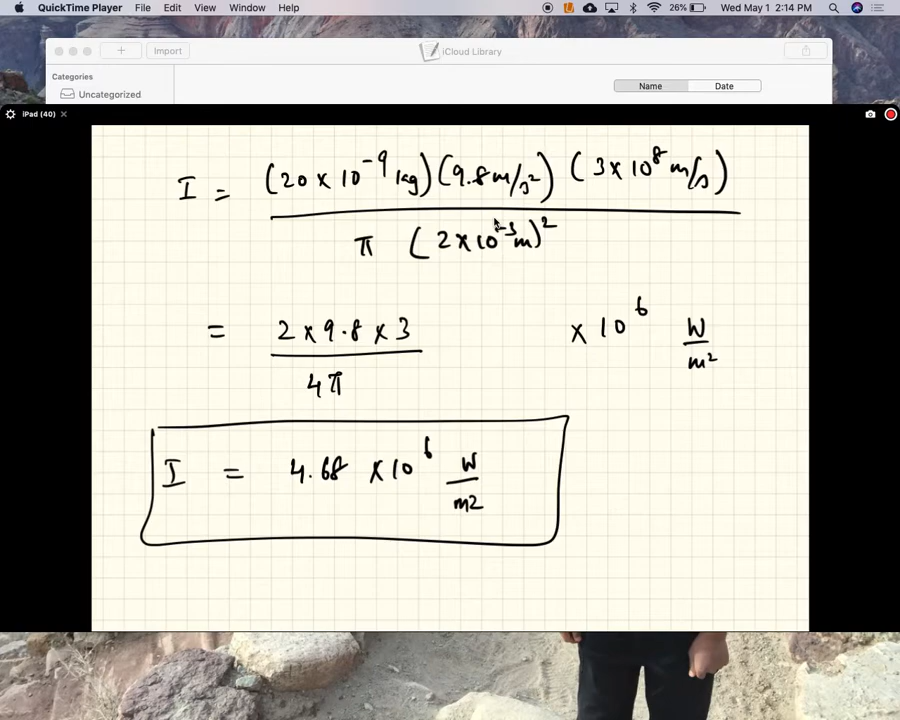 QuickTime Player File Edit View Window Help 26% Wed May 1 2:14 PM
+ Import iCloud Library
Categories
Name Date
Uncategorized
iPad (40)
I = (20 x 10⁻⁹ kg) (9.8 m/s²) (3 x 10⁸ m/s)
π (2 x 10⁻³ m)²
= 2 x 9.8 x 3 x 10⁶ W
4π m²
I = 4.68 x 10⁶ W
m2